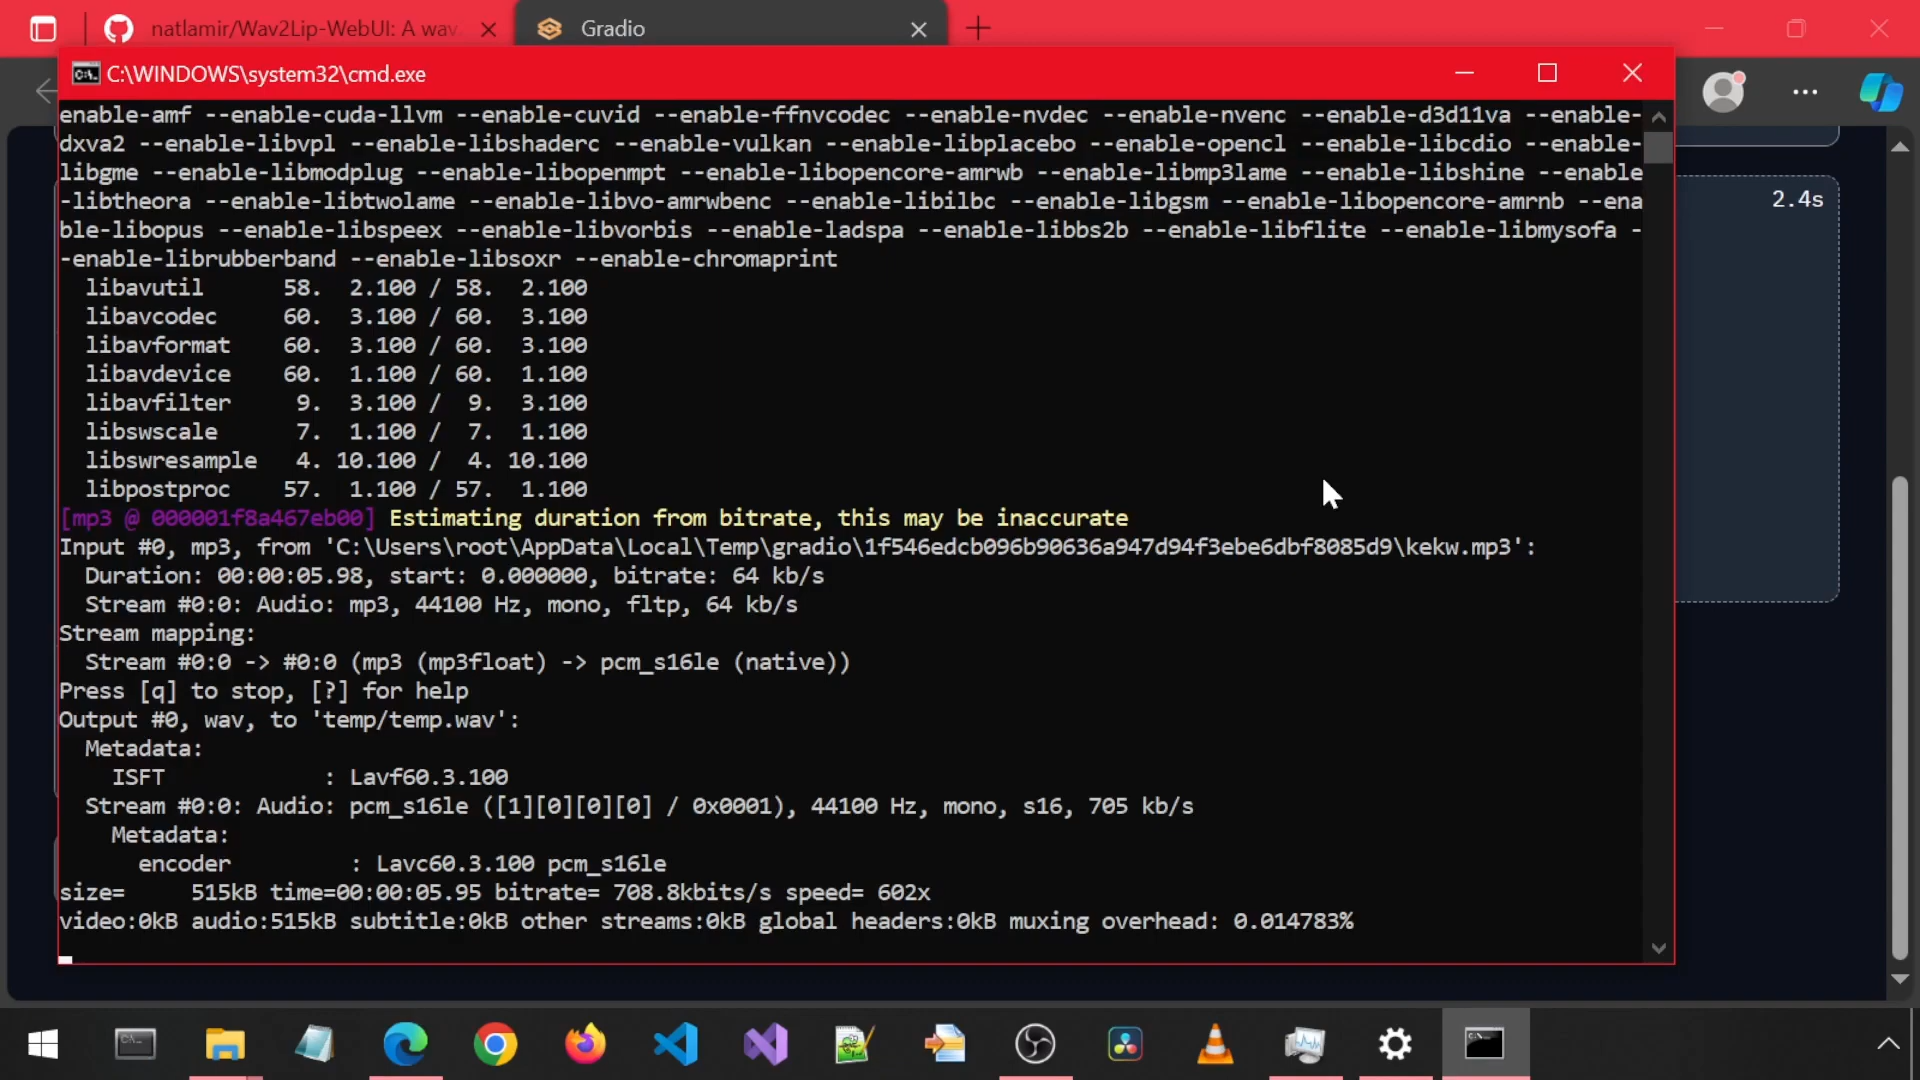 natlamir/Wav2Lip-WebUI: A wav
Gradio
C:\WINDOWS\system32\cmd.exe
enable-amf --enable-cuda-llvm --enable-cuvid --enable-ffnvcodec --enable-nvdec --enable-nvenc --enable-d3d11va --enable-
dxva2 --enable-libvpl --enable-libshaderc --enable-vulkan --enable-libplacebo --enable-opencl --enable-libcdio --enable-
libgme --enable-libmodplug --enable-libopenmpt --enable-libopencore-amrwb --enable-libmp3lame --enable-libshine --enable
-libtheora --enable-libtwolame --enable-libvo-amrwbenc --enable-libilbc --enable-libgsm --enable-libopencore-amrnb --ena
ble-libopus --enable-libspeex --enable-libvorbis --enable-ladspa --enable-libbs2b --enable-libflite --enable-libmysofa -
-enable-librubberband --enable-libsoxr --enable-chromaprint
libavutil 58. 2.100 / 58. 2.100
libavcodec 60. 3.100 / 60. 3.100
libavformat 60. 3.100 / 60. 3.100
libavdevice 60. 1.100 / 60. 1.100
libavfilter 9. 3.100 / 9. 3.100
libswscale 7. 1.100 / 7. 1.100
libswresample 4. 10.100 / 4. 10.100
libpostproc 57. 1.100 / 57. 1.100
[mp3 @ 000001f8a467eb00] Estimating duration from bitrate, this may be inaccurate
Input #0, mp3, from 'C:\Users\root\AppData\Local\Temp\gradio\1f546edcb096b90636a947d94f3ebe6dbf8085d9\kekw.mp3':
Duration: 00:00:05.98, start: 0.000000, bitrate: 64 kb/s
Stream #0:0: Audio: mp3, 44100 Hz, mono, fltp, 64 kb/s
Stream mapping:
Stream #0:0 -> #0:0 (mp3 (mp3float) -> pcm_s16le (native))
Press [q] to stop, [?] for help
Output #0, wav, to 'temp/temp.wav':
Metadata:
ISFT : Lavf60.3.100
Stream #0:0: Audio: pcm_s16le ([1][0][0][0] / 0x0001), 44100 Hz, mono, s16, 705 kb/s
Metadata:
encoder : Lavc60.3.100 pcm_s16le
size= 515kB time=00:00:05.95 bitrate= 708.8kbits/s speed= 602x
video:0kB audio:515kB subtitle:0kB other streams:0kB global headers:0kB muxing overhead: 0.014783%
2.4s